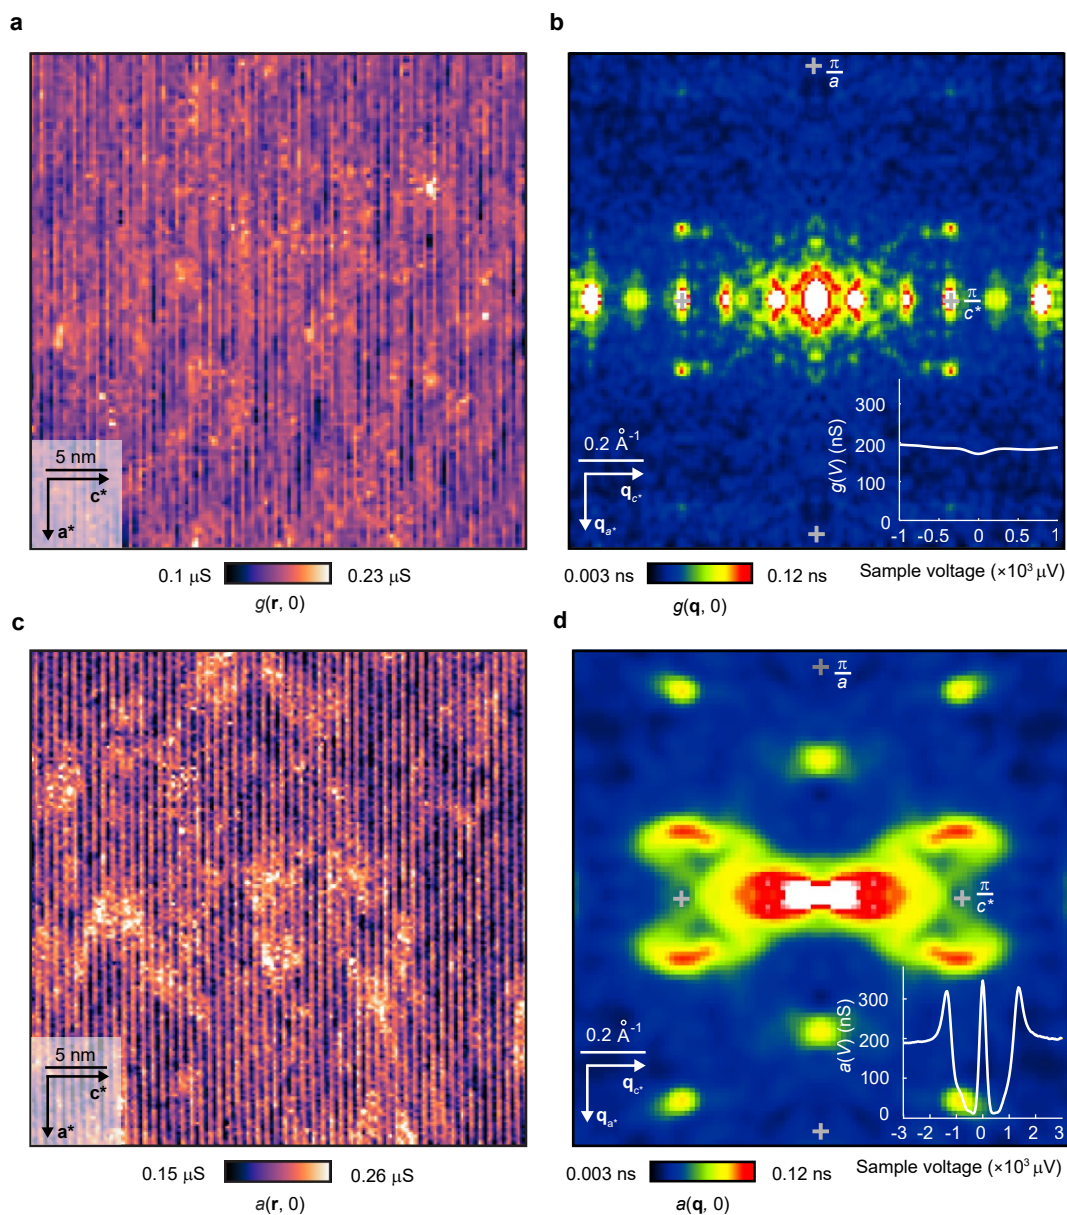 a
5 nm
c*
a*
0.1 μS 0.23 μS
g(r, 0)
b
π/a
π/c*
0.2 Å⁻¹
q_c*
q_a*
g(V) (nS)
300
200
100
0
-1 -0.5 0 0.5 1
0.003 ns 0.12 ns Sample voltage (×10³ μV)
g(q, 0)
c
5 nm
c*
a*
0.15 μS 0.26 μS
a(r, 0)
d
π/a
π/c*
0.2 Å⁻¹
q_c*
q_a*
a(V) (nS)
300
200
100
0
-3 -2 -1 0 1 2 3
0.003 ns 0.12 ns Sample voltage (×10³ μV)
a(q, 0)